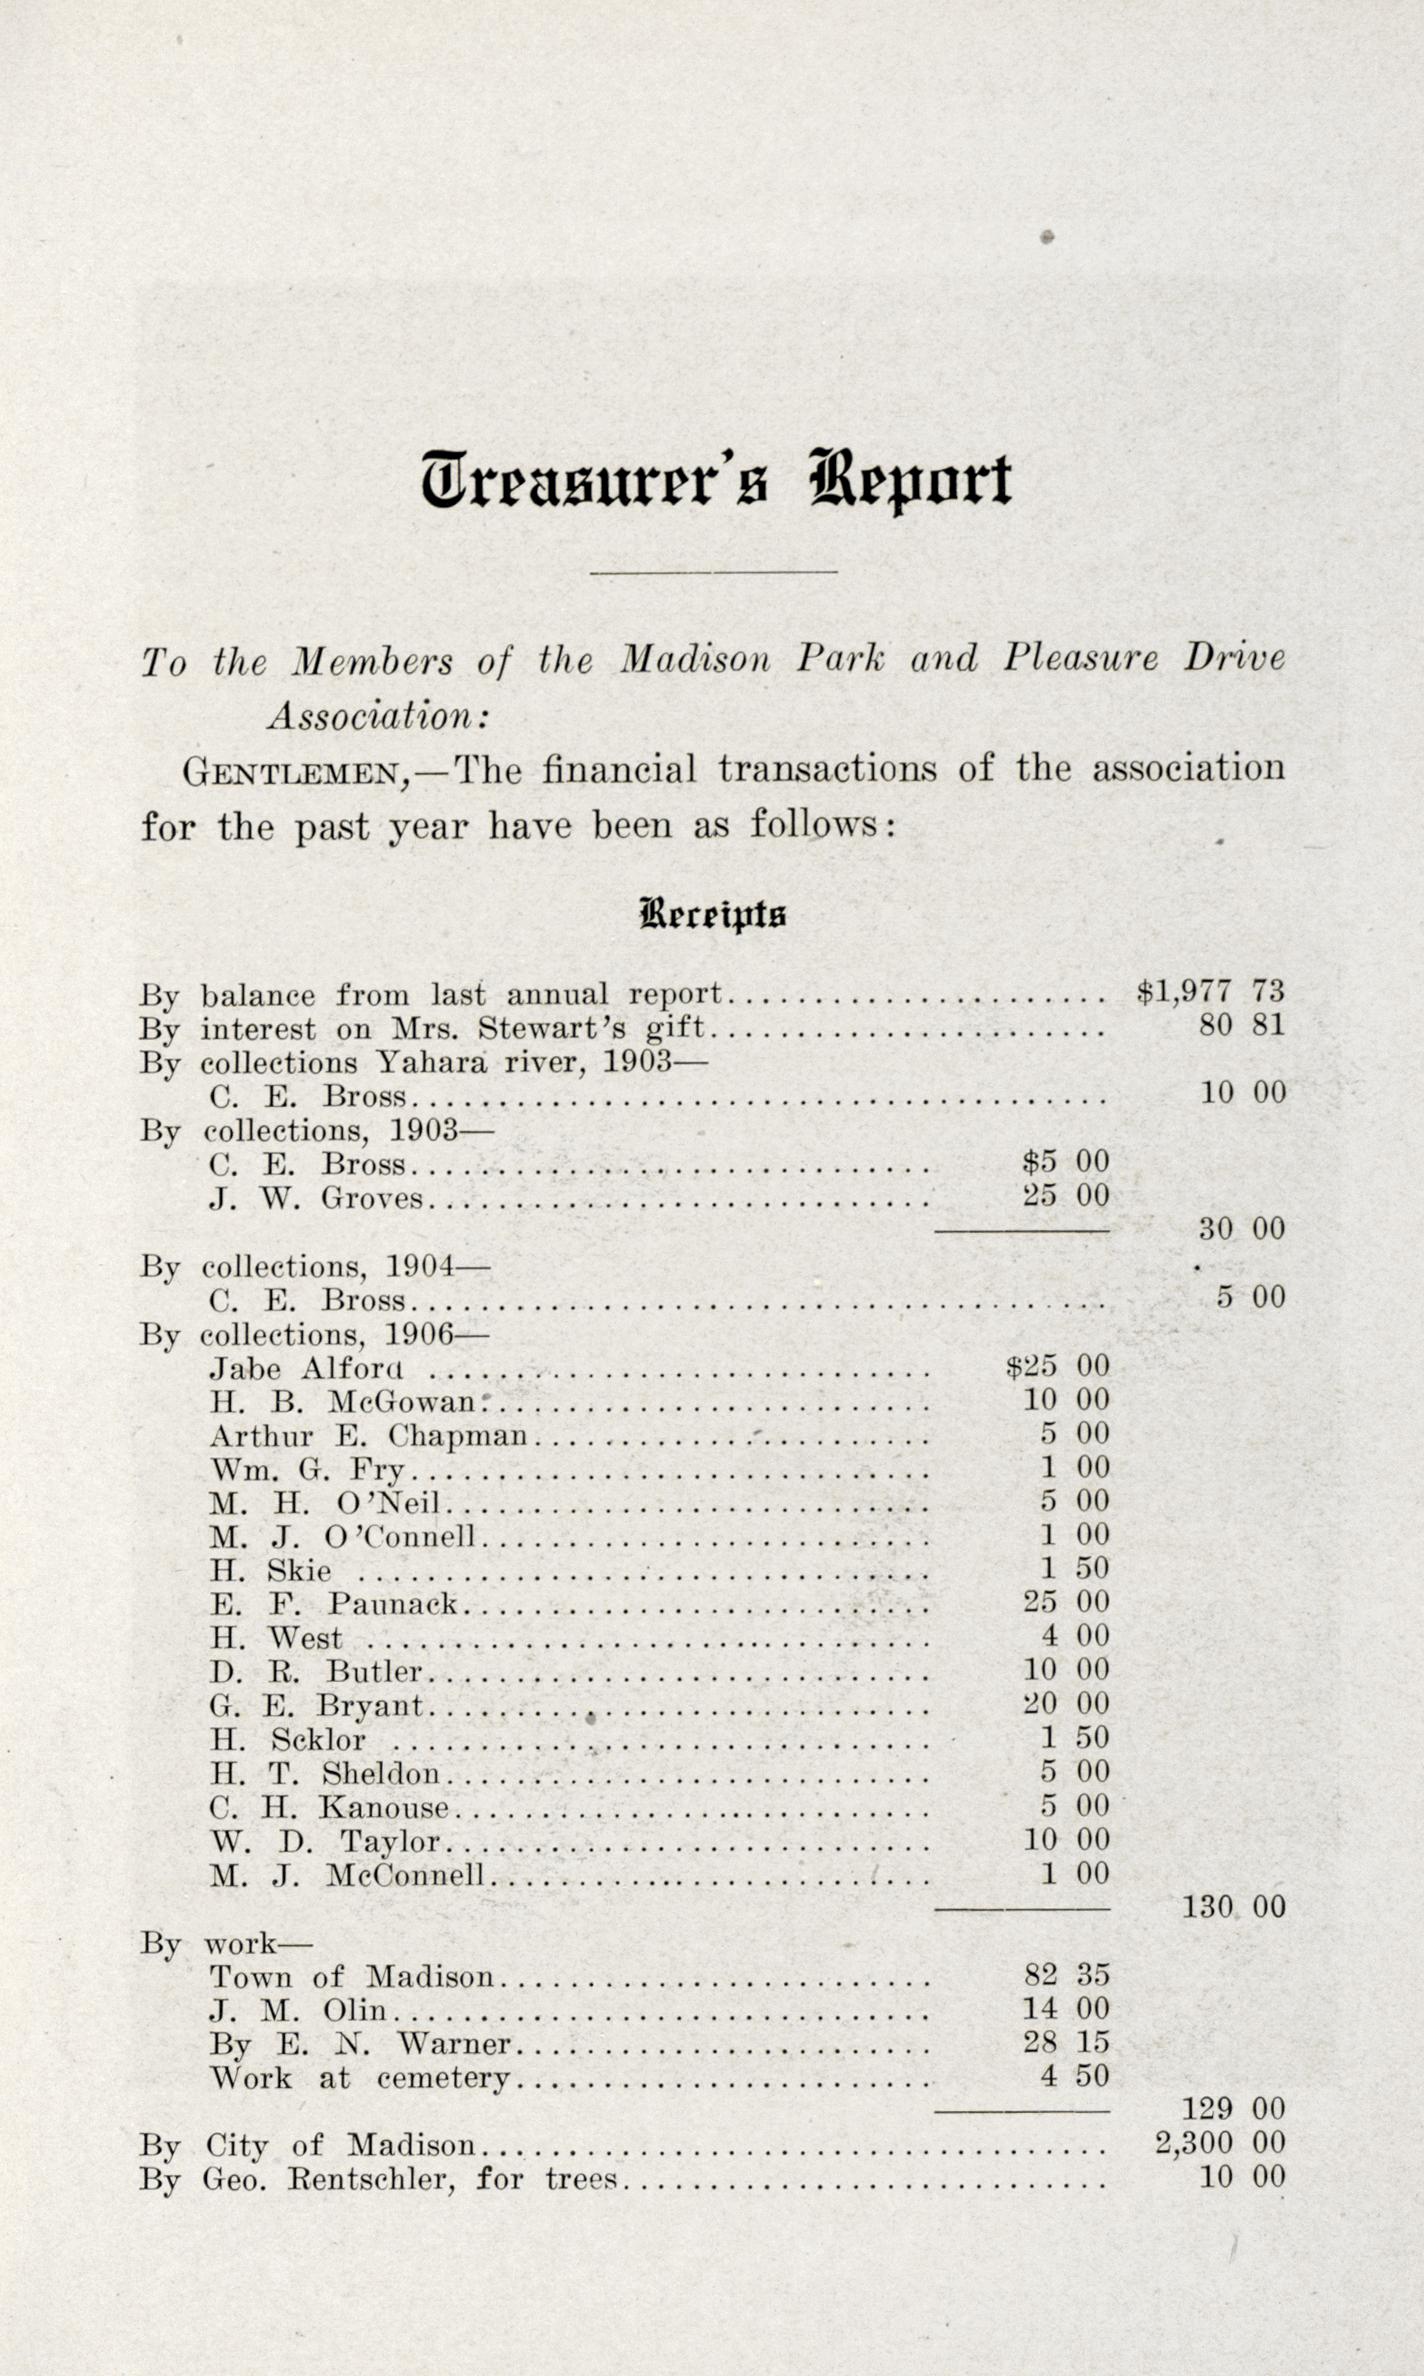 Treasurer's Report
To the Members of the Madison Park and Pleasure Drive
Association:
GENTLEMEN,—The financial transactions of the association
for the past year have been as follows:
Receipts
By balance from last annual report...................... $1,977 73
By interest on Mrs. Stewart's gift....................... 80 81
By collections Yahara river, 1903—
C. E. Bross....................................... 10 00
By collections, 1903—
C. E. Bross............................. $5 00
J. W. Groves............................ 25 00
30 00
By collections, 1904—
C. E. Bross....................................... 5 00
By collections, 1906—
Jabe Alford ............................ $25 00
H. B. McGowan.......................... 10 00
Arthur E. Chapman...................... 5 00
Wm. G. Fry............................. 1 00
M. H. O'Neil........................... 5 00
M. J. O'Connell......................... 1 00
H. Skie ................................ 1 50
E. F. Paunack.......................... 25 00
H. West ................................ 4 00
D. R. Butler............................ 10 00
G. E. Bryant............................ 20 00
H. Scklor .............................. 1 50
H. T. Sheldon........................... 5 00
C. H. Kanouse........................... 5 00
W. D. Taylor........................... 10 00
M. J. McConnell......................... 1 00
130 00
By work—
Town of Madison........................ 82 35
J. M. Olin.............................. 14 00
By E. N. Warner........................ 28 15
Work at cemetery........................ 4 50
129 00
By City of Madison.................................... 2,300 00
By Geo. Rentschler, for trees............................ 10 00